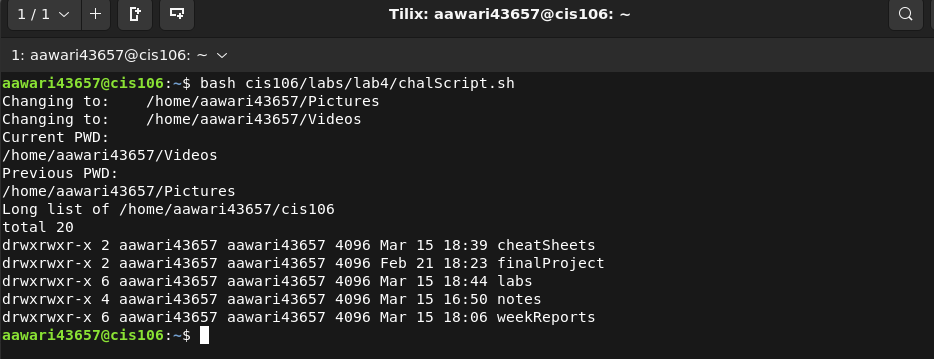 1 / 1
Tilix: aawari43657@cis106: ~
1: aawari43657@cis106: ~
aawari43657@cis106:~$ bash cis106/labs/lab4/chalScript.sh
Changing to:    /home/aawari43657/Pictures
Changing to:    /home/aawari43657/Videos
Current PWD:
/home/aawari43657/Videos
Previous PWD:
/home/aawari43657/Pictures
Long list of /home/aawari43657/cis106
total 20
drwxrwxr-x 2 aawari43657 aawari43657 4096 Mar 15 18:39 cheatSheets
drwxrwxr-x 2 aawari43657 aawari43657 4096 Feb 21 18:23 finalProject
drwxrwxr-x 6 aawari43657 aawari43657 4096 Mar 15 18:44 labs
drwxrwxr-x 4 aawari43657 aawari43657 4096 Mar 15 16:50 notes
drwxrwxr-x 6 aawari43657 aawari43657 4096 Mar 15 18:06 weekReports
aawari43657@cis106:~$